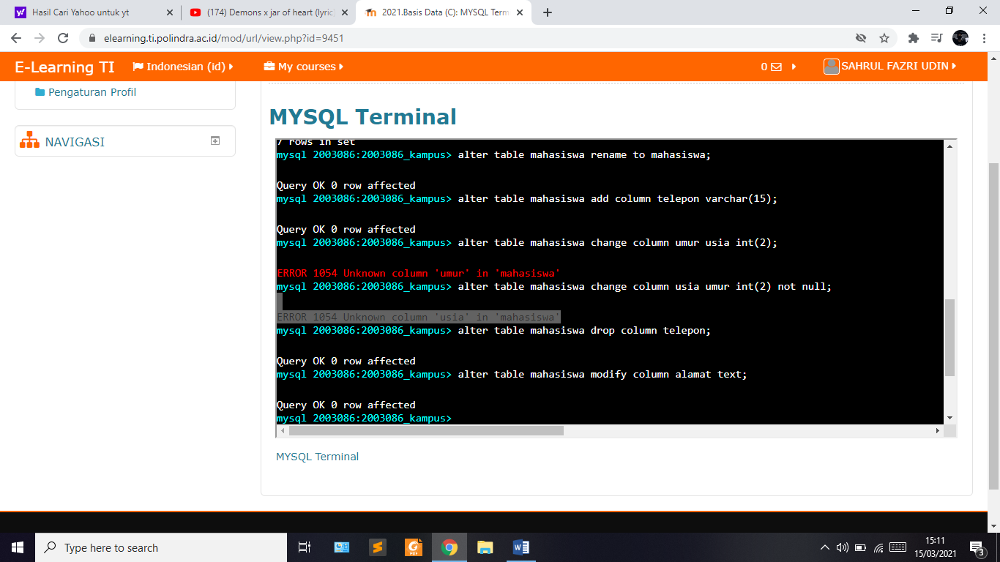 Hasil Cari Yahoo untuk yt
(174) Demons x jar of heart (lyric
2021.Basis Data (C): MYSQL Term
elearning.ti.polindra.ac.id/mod/url/view.php?id=9451
E-Learning TI
Indonesian (id)
My courses
0
SAHRUL FAZRI UDIN
Pengaturan Profil
NAVIGASI
MYSQL Terminal
7 rows in set
mysql 2003086:2003086_kampus> alter table mahasiswa rename to mahasiswa;
Query OK 0 row affected
mysql 2003086:2003086_kampus> alter table mahasiswa add column telepon varchar(15);
Query OK 0 row affected
mysql 2003086:2003086_kampus> alter table mahasiswa change column umur usia int(2);
ERROR 1054 Unknown column 'umur' in 'mahasiswa'
mysql 2003086:2003086_kampus> alter table mahasiswa change column usia umur int(2) not null;
ERROR 1054 Unknown column 'usia' in 'mahasiswa'
mysql 2003086:2003086_kampus> alter table mahasiswa drop column telepon;
Query OK 0 row affected
mysql 2003086:2003086_kampus> alter table mahasiswa modify column alamat text;
Query OK 0 row affected
mysql 2003086:2003086_kampus>
MYSQL Terminal
Type here to search
15:11
15/03/2021
3